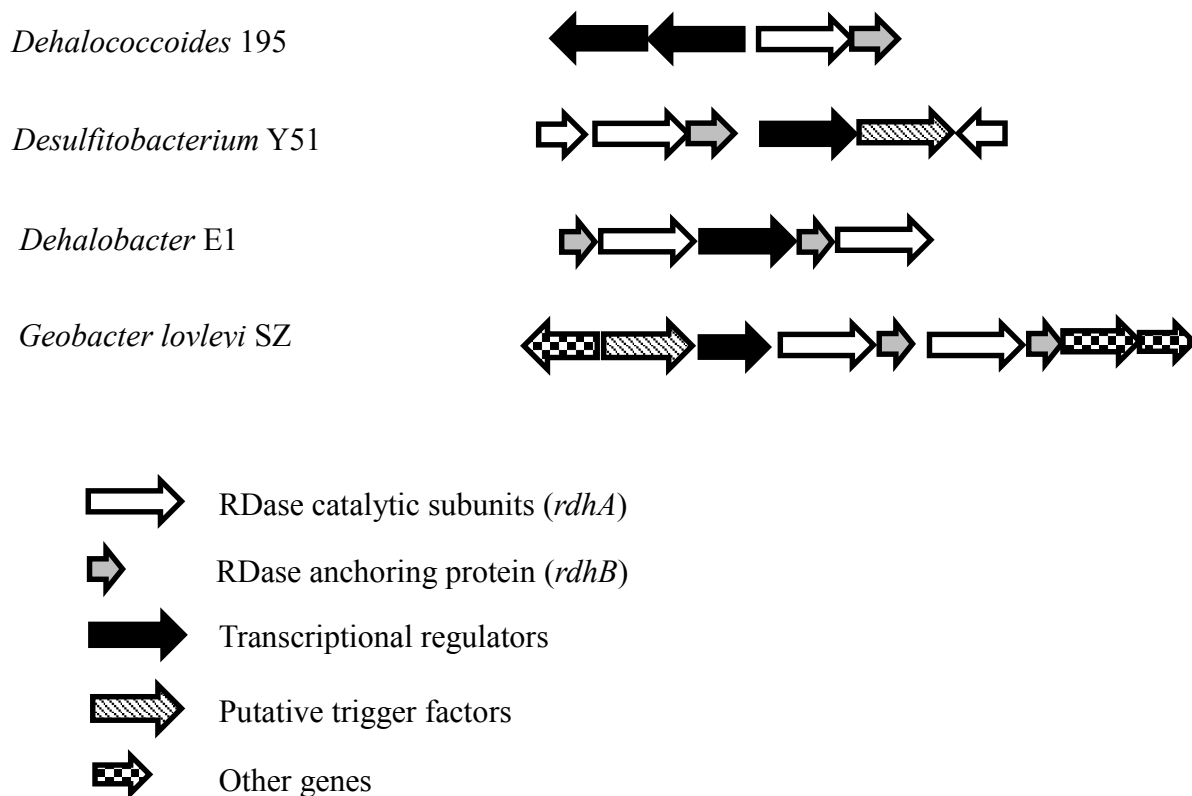 Dehalococcoides 195
Desulfitobacterium Y51
Dehalobacter E1
Geobacter lovlevi SZ
RDase catalytic subunits (rdhA)
RDase anchoring protein (rdhB)
Transcriptional regulators
Putative trigger factors
Other genes